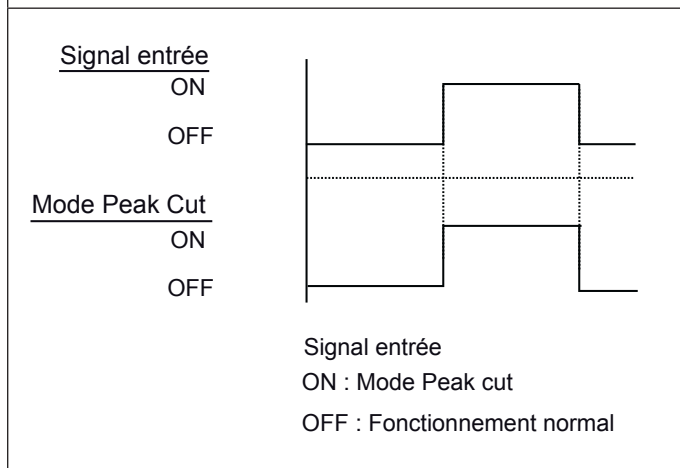 Signal entrée
ON
OFF
Mode Peak Cut
ON
OFF
Signal entrée
ON : Mode Peak cut
OFF : Fonctionnement normal